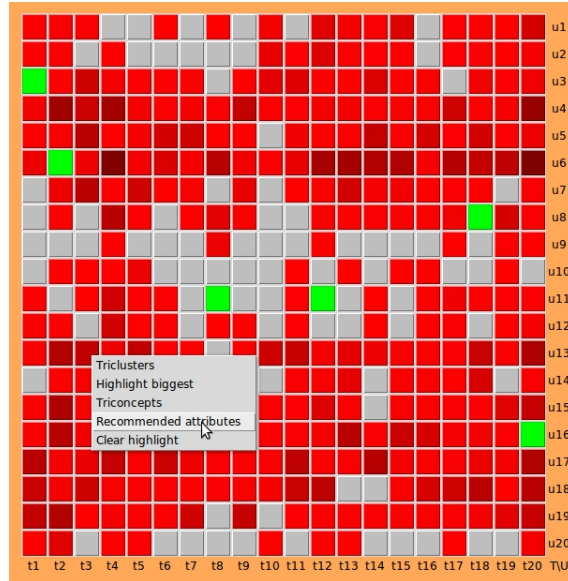 u1
u2
u3
u4
u5
u6
u7
u8
u9
u10
u11
u12
u13
Triclusters
Highlight biggest
u14
Triconcepts
u15
Recommended attributes
u16
Clear highlight
u17
u18
u19
u20
t1 t2 t3 t4 t5 t6 t7 t8 t9 t10 t11 t12 t13 t14 t15 t16 t17 t18 t19 t20 T\U